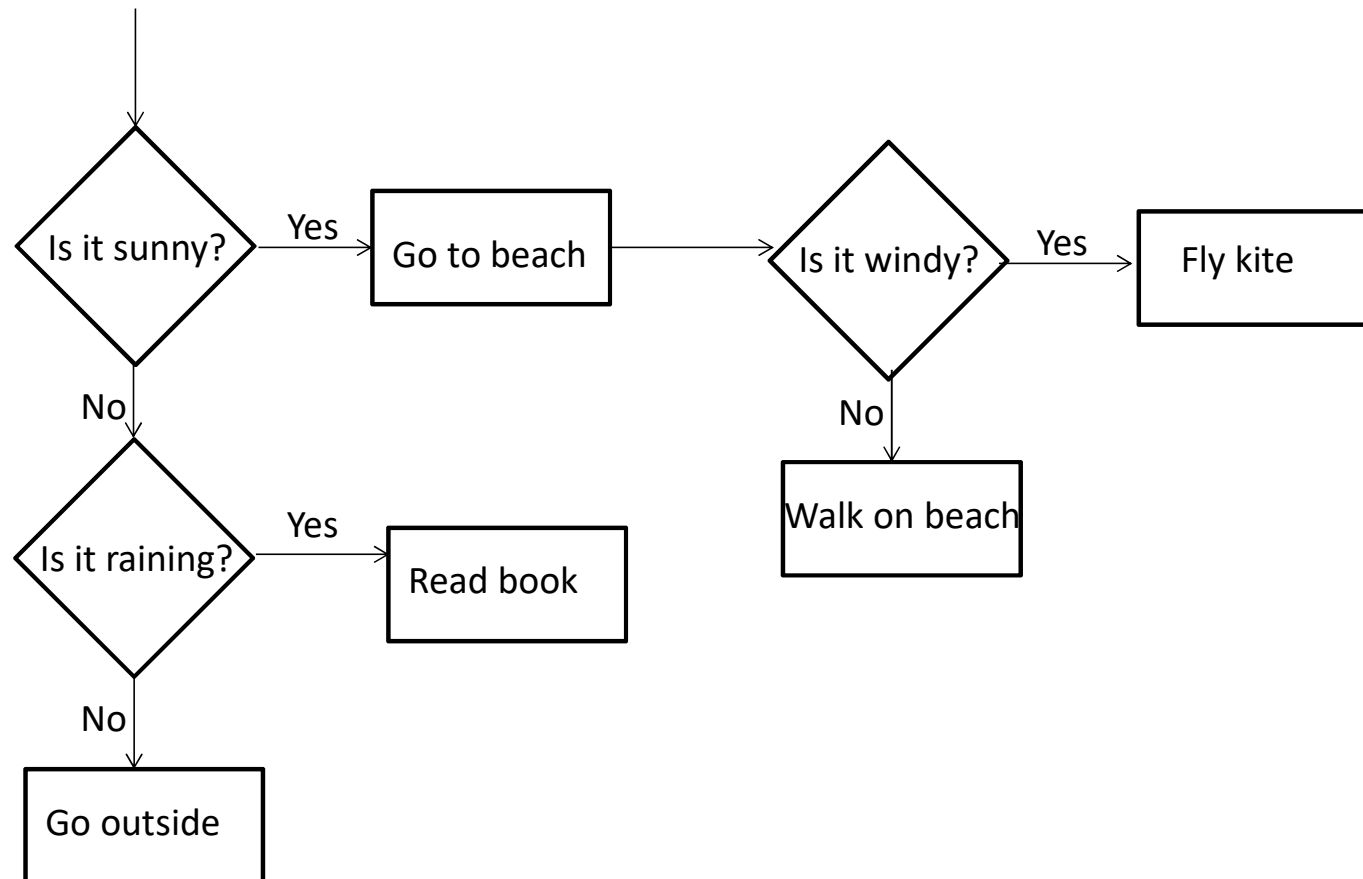 Is it sunny?
Yes
Go to beach
Is it windy?
Yes
Fly kite
No
No
Walk on beach
Is it raining?
Yes
Read book
No
Go outside